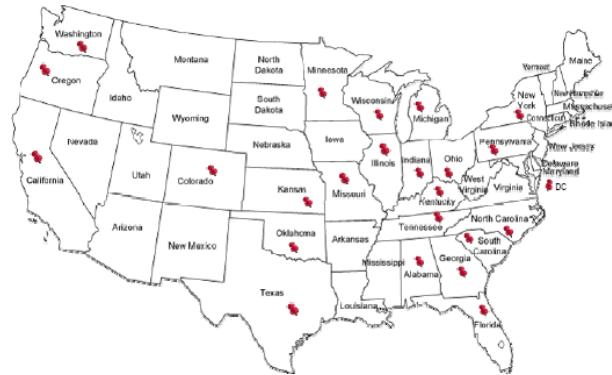 Washington
Oregon
Montana
Idaho
Wyoming
Nevada
Utah
Colorado
California
Arizona
New Mexico
North
Dakota
South
Dakota
Nebraska
Kansas
Oklahoma
Texas
Minnesota
Iowa
Missouri
Arkansas
Louisiana
Wisconsin
Illinois
Michigan
Indiana
Ohio
Kentucky
Tennessee
Mississippi
Alabama
Georgia
Florida
South
Carolina
North Carolina
Virginia
West
Virginia
Pennsylvania
New
York
Vermont
Maine
New Hampshire
Massachuse
Connecticut
Rhode Islan
New Jersey
Delaware
Maryland
DC